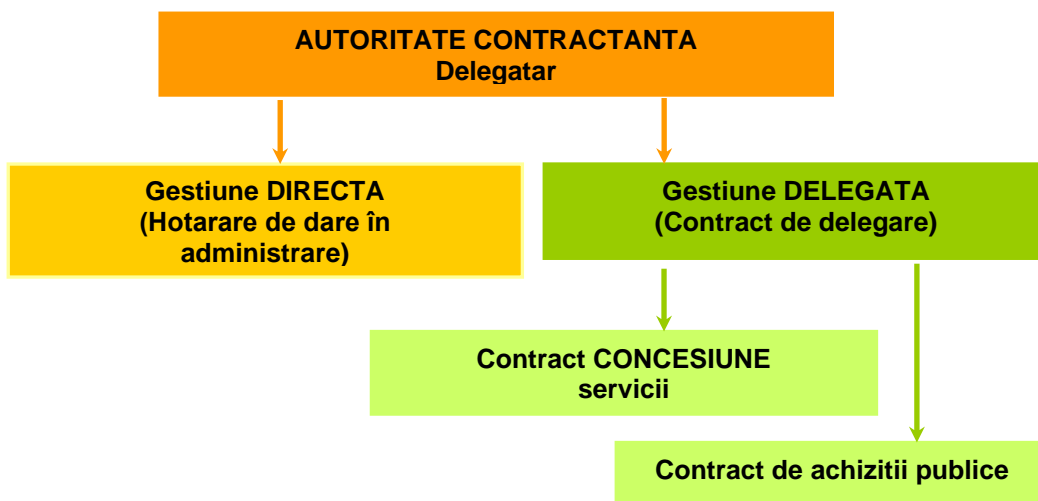 AUTORITATE CONTRACTANTA
Delegatar
Gestiune DIRECTA
(Hotarare de dare în
administrare)
Gestiune DELEGATA
(Contract de delegare)
Contract CONCESIUNE
servicii
Contract de achizitii publice